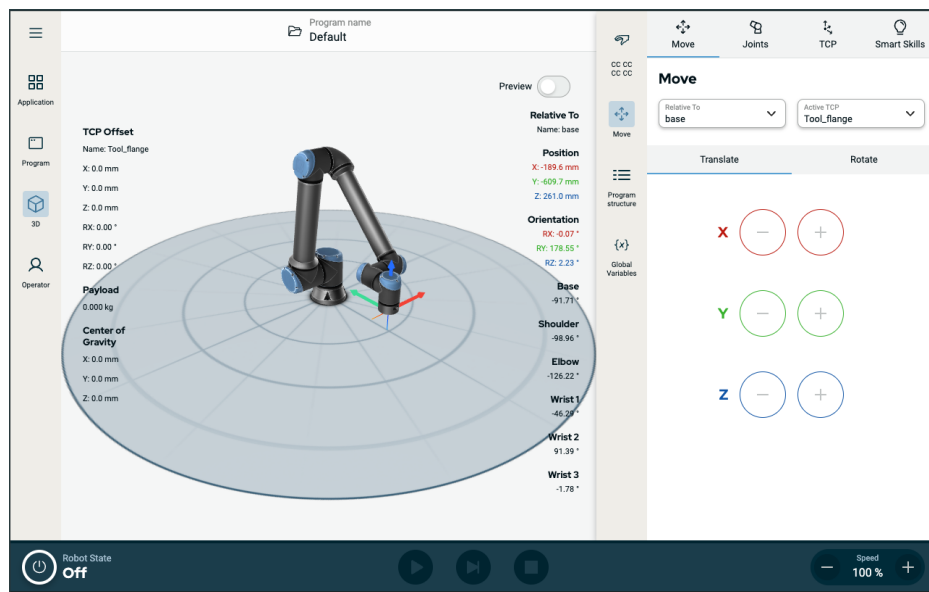 Program name
Default
Application
Program
3D
Operator
Preview
TCP Offset
Name: Tool_flange
X: 0.0 mm
Y: 0.0 mm
Z: 0.0 mm
RX: 0.00 °
RY: 0.00 °
RZ: 0.00 °
Payload
0.000 kg
Center of
Gravity
X: 0.0 mm
Y: 0.0 mm
Z: 0.0 mm
Relative To
Name: base
Position
X: -189.6 mm
Y: -609.7 mm
Z: 261.0 mm
Orientation
RX: -0.07 °
RY: 178.55 °
RZ: 2.23 °
Base
-91.71 °
Shoulder
-98.96 °
Elbow
-126.22 °
Wrist 1
-46.29 °
Wrist 2
91.39 °
Wrist 3
-1.78 °
CC CC
CC CC
Move
Program
structure
{x}
Global
Variables
Move
Joints
TCP
Smart Skills
Move
Relative To
base
Active TCP
Tool_flange
Translate
Rotate
X − +
Y − +
Z − +
Robot State
Off
Speed
− 100 % +